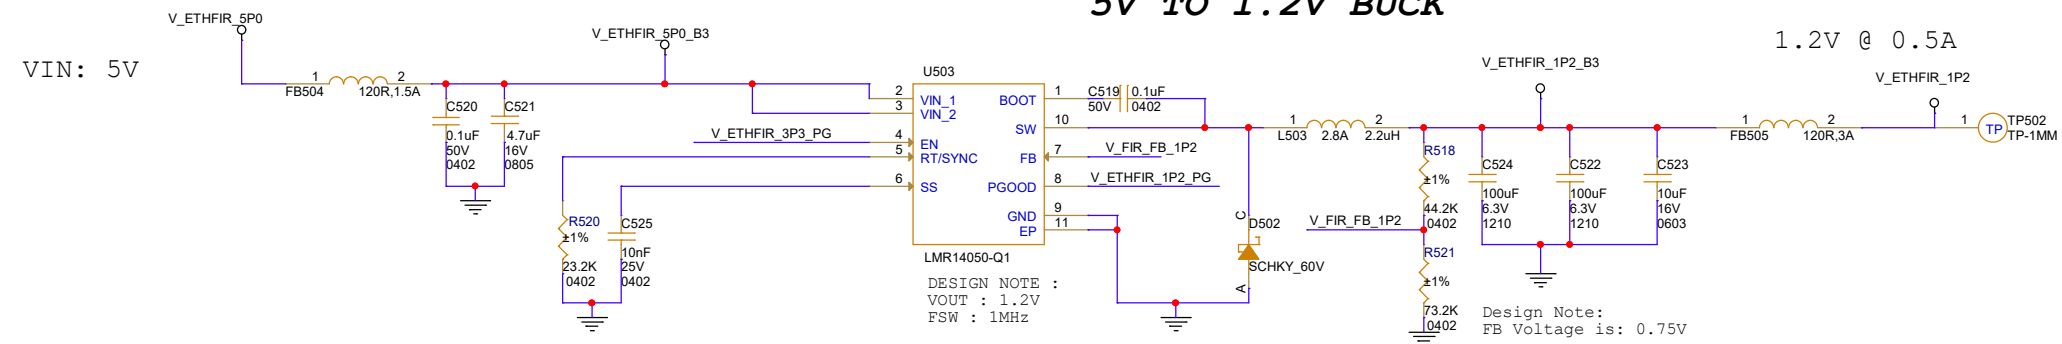 5V TO 1.2V BUCK
V_ETHFIR_5P0
VIN: 5V
V_ETHFIR_5P0_B3
1 2
FB504 120R,1.5A
C520
0.1uF
50V
0402
C521
4.7uF
16V
0805
V_ETHFIR_3P3_PG
R520
±1%
23.2K
0402
C525
10nF
25V
0402
U503
2 VIN_1
3 VIN_2
4 EN
5 RT/SYNC
6 SS
BOOT 1
SW 10
FB 7
PGOOD 8
GND 9
EP 11
LMR14050-Q1
DESIGN NOTE :
VOUT : 1.2V
FSW : 1MHz
C519 0.1uF
50V 0402
V_FIR_FB_1P2
V_ETHFIR_1P2_PG
C
D502
SCHKY_60V
A
1 2
L503 2.8A 2.2uH
V_FIR_FB_1P2
R518
±1%
44.2K
0402
R521
±1%
73.2K
0402
V_ETHFIR_1P2_B3
C524
100uF
6.3V
1210
C522
100uF
6.3V
1210
C523
10uF
16V
0603
Design Note:
FB Voltage is: 0.75V
1.2V @ 0.5A
V_ETHFIR_1P2
1 2
FB505 120R,3A
1 TP TP502
TP-1MM